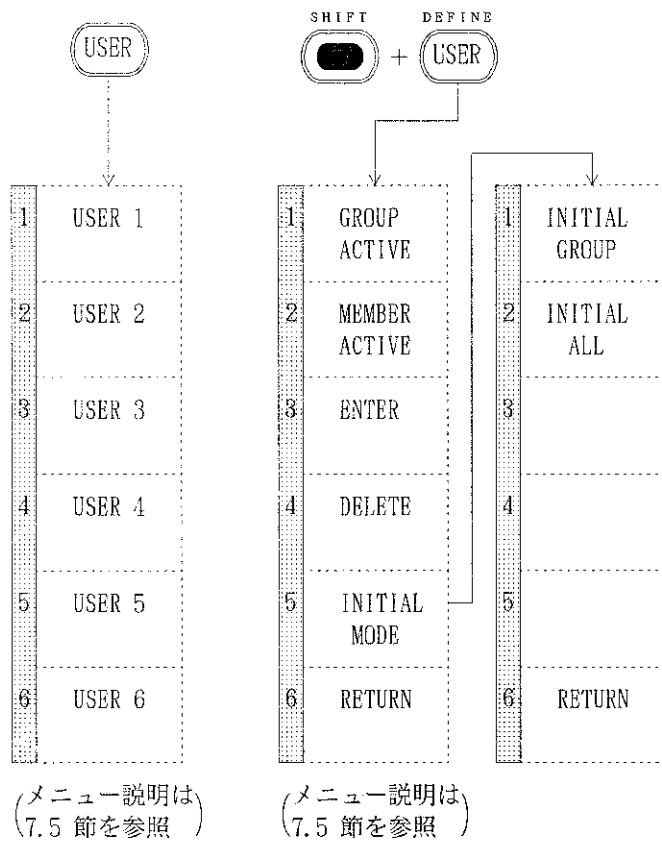 USER
SHIFT
DEFINE
+
USER
1 USER 1
2 USER 2
3 USER 3
4 USER 4
5 USER 5
6 USER 6
(メニュー説明は
7.5 節を参照)
1 GROUP
ACTIVE
2 MEMBER
ACTIVE
3 ENTER
4 DELETE
5 INITIAL
MODE
6 RETURN
(メニュー説明は
7.5 節を参照)
1 INITIAL
GROUP
2 INITIAL
ALL
3
4
5
6 RETURN